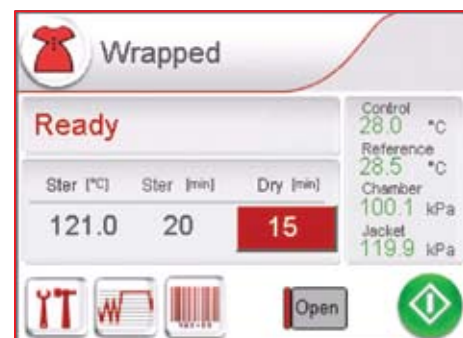 Wrapped
Ready
Ster [°C] Ster [min] Dry [min]
121.0 20 15
Control
28.0 °C
Reference
28.5 °C
Chamber
100.1 kPa
Jacket
119.9 kPa
Open